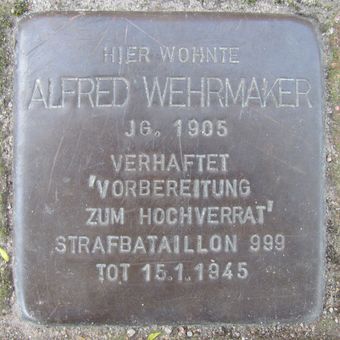 HIER WOHNTE
ALFRED WEHRMAKER
JG. 1905
VERHAFTET
'VORBEREITUNG
ZUM HOCHVERRAT'
STRAFBATAILLON 999
TOT 15.1.1945